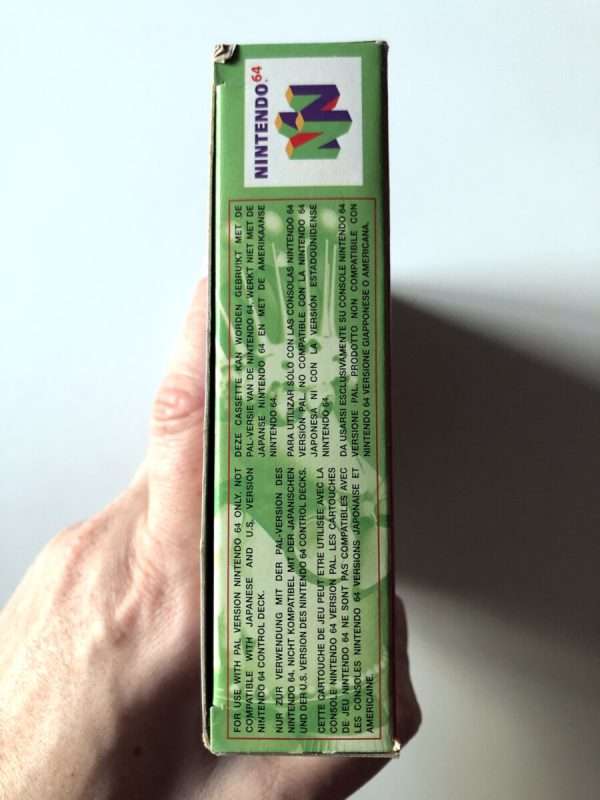 NINTENDO 64
FOR USE WITH PAL VERSION NINTENDO 64 ONLY. NOT
COMPATIBLE WITH JAPANESE AND U.S. VERSION
NINTENDO 64 CONTROL DECK.
NUR ZUR VERWENDUNG MIT DER PAL-VERSION DES
NINTENDO 64. NICHT KOMPATIBEL MIT DER JAPANISCHEN
UND DER U.S. VERSION DES NINTENDO 64 CONTROL DECKS.
CETTE CARTOUCHE DE JEU PEUT ETRE UTILISÉE AVEC LA
CONSOLE NINTENDO 64 VERSION PAL. LES CARTOUCHES
DE JEU NINTENDO 64 NE SONT PAS COMPATIBLES AVEC
LES CONSOLES NINTENDO 64 VERSIONS JAPONAISE ET
AMERICAINE.
DEZE CASSETTE KAN WORDEN GEBRUIKT MET DE
PAL-VERSIE VAN DE NINTENDO 64. WERKT NIET MET DE
JAPANSE NINTENDO 64 EN MET DE AMERIKAANSE
NINTENDO 64.
PARA UTILIZAR SÓLO CON LAS CONSOLAS NINTENDO 64
VERSIÓN PAL. NO COMPATIBLE CON LA NINTENDO 64
JAPONESA NI CON LA VERSIÓN ESTADOUNIDENSE
NINTENDO 64.
DA USARSI ESCLUSIVAMENTE SU CONSOLE NINTENDO 64
VERSIONE PAL. PRODOTTO NON COMPATIBILE CON
NINTENDO 64 VERSIONE GIAPPONESE O AMERICANA.